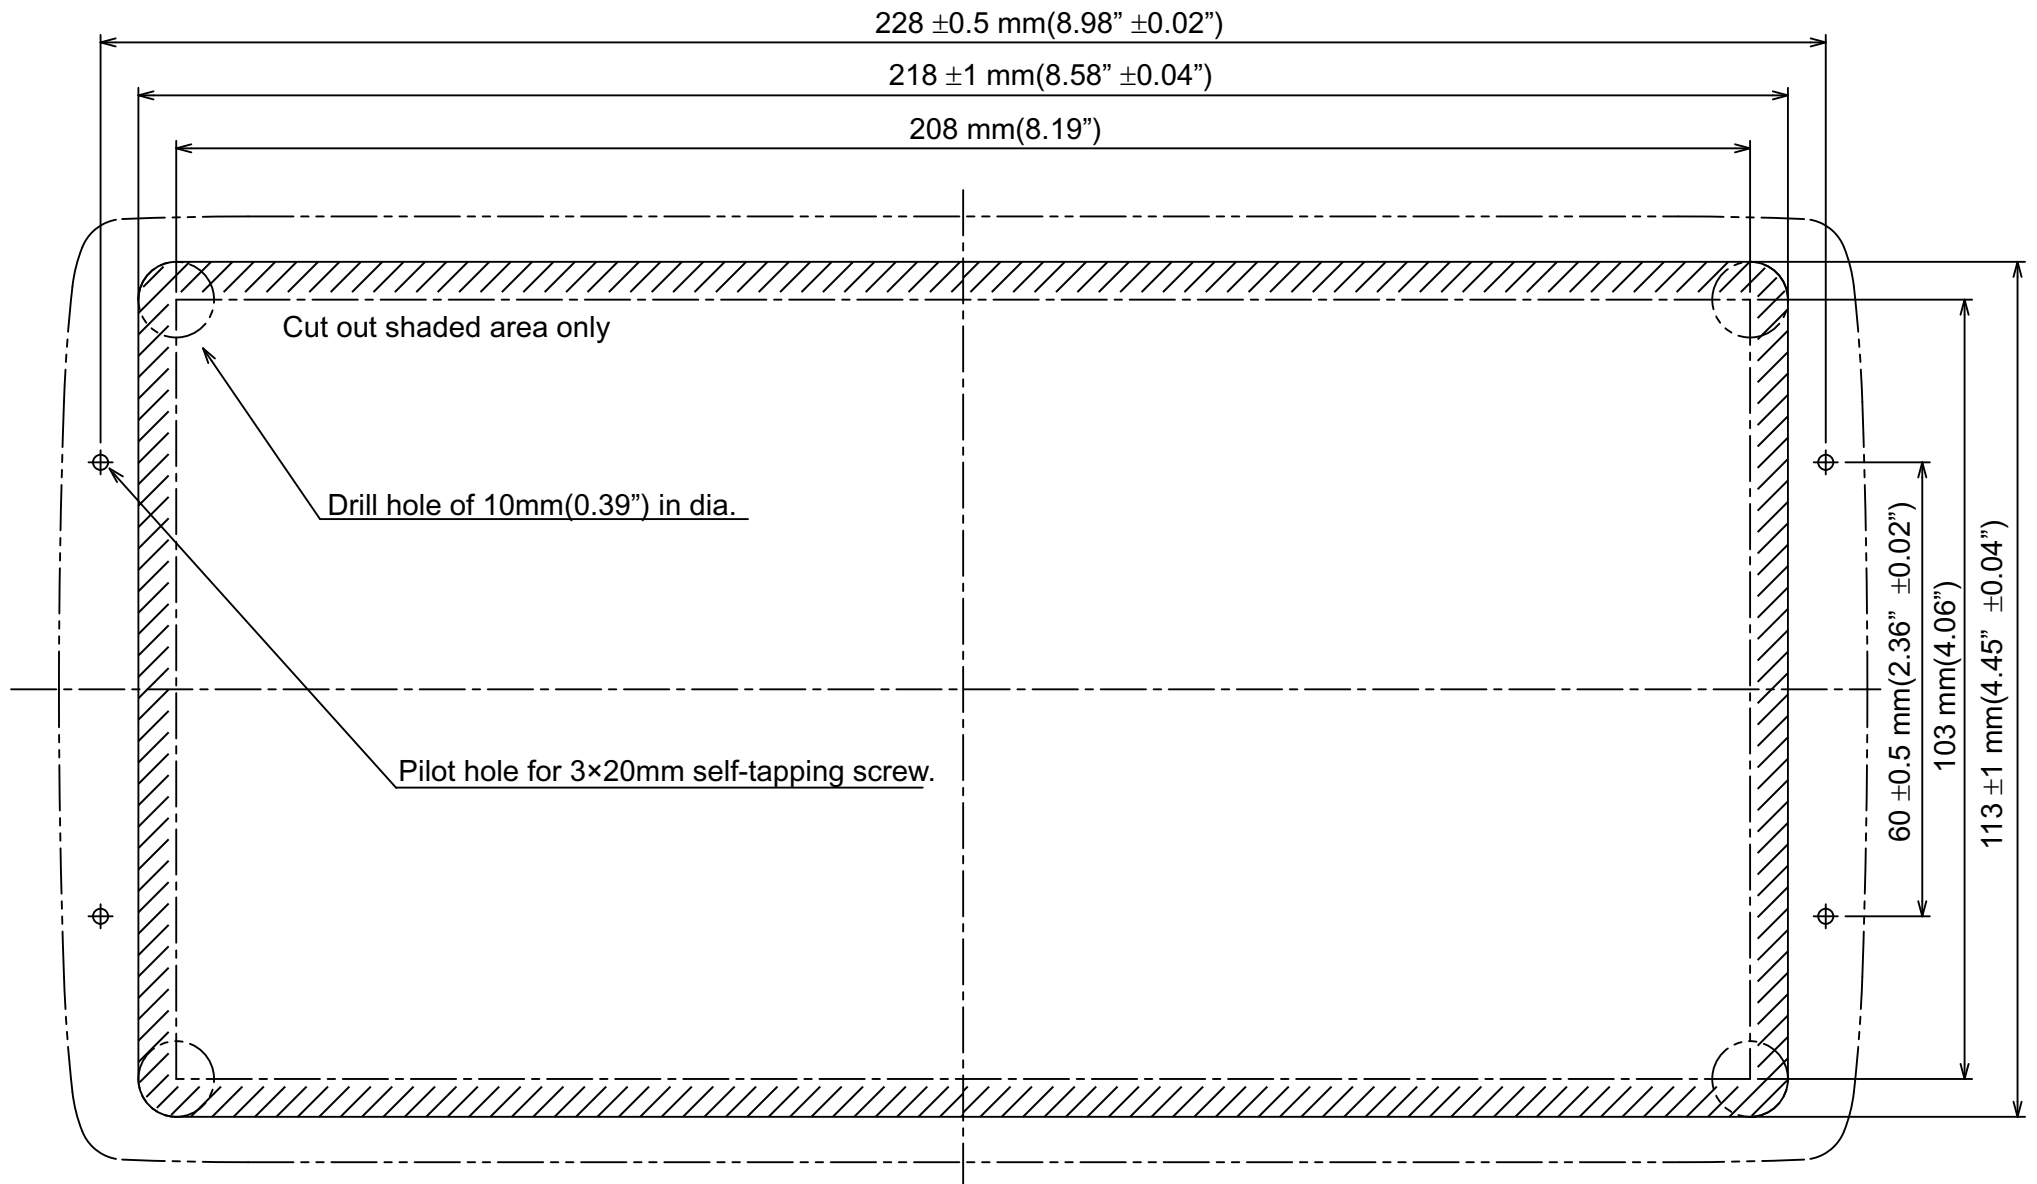 228 ±0.5 mm(8.98” ±0.02”)
218 ±1 mm(8.58” ±0.04”)
208 mm(8.19”)
Cut out shaded area only
Drill hole of 10mm(0.39”) in dia.
Pilot hole for 3×20mm self-tapping screw.
60 ±0.5 mm(2.36” ±0.02”)
103 mm(4.06”)
113 ±1 mm(4.45” ±0.04”)